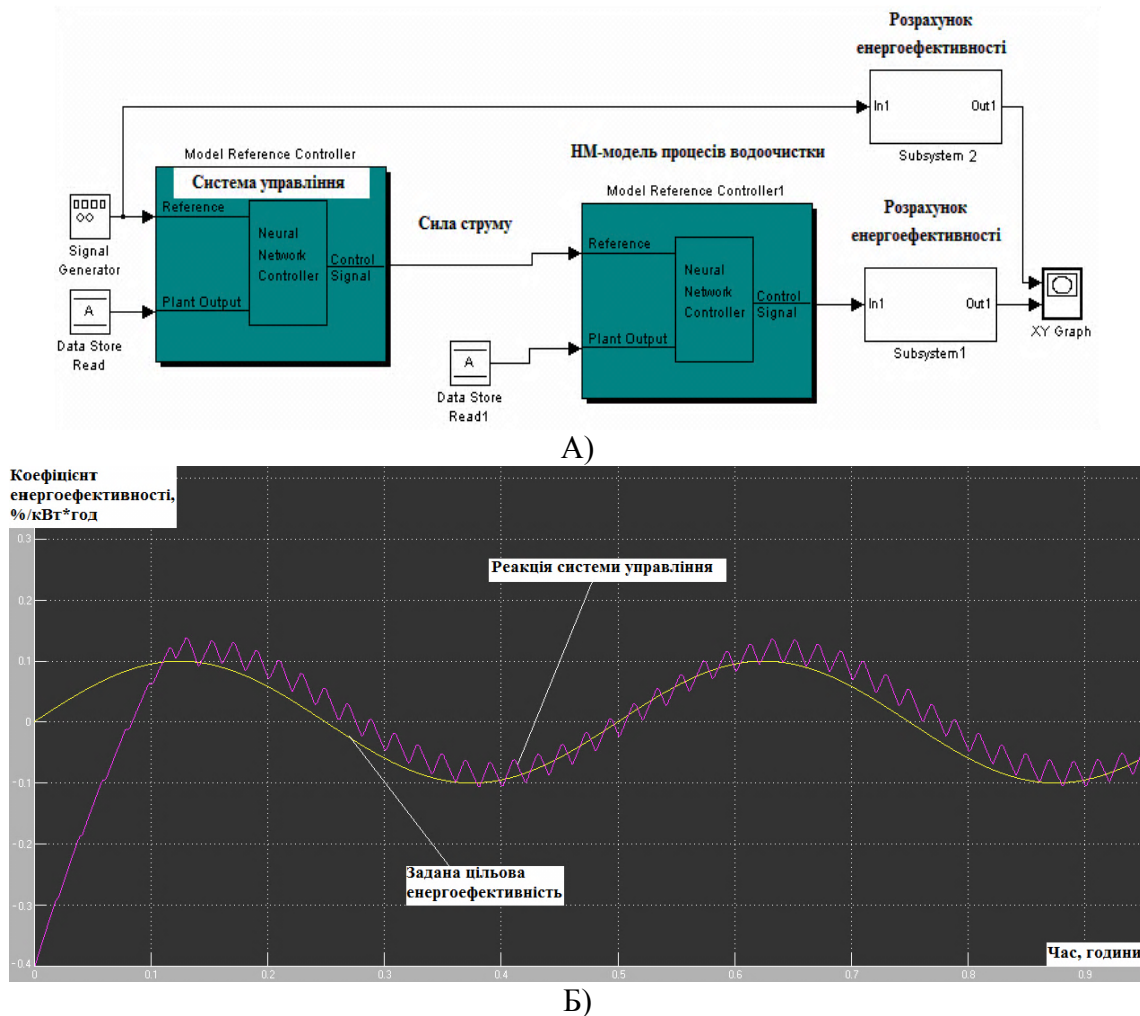 Розрахунок
енергоефективності
In1
Out1
Subsystem 2
Model Reference Controller
Система управління
Reference
Neural
Network
Controller
Control
Signal
Plant Output
Signal
Generator
A
Data Store
Read
Сила струму
НМ-модель процесів водоочистки
Model Reference Controller1
Reference
Neural
Network
Controller
Control
Signal
Plant Output
A
Data Store
Read1
Розрахунок
енергоефективності
In1
Out1
Subsystem1
XY Graph
А)
Коефіцієнт
енергоефективності,
%/кВт*год
0.3
0.2
0.1
0
-0.1
-0.2
-0.3
-0.4
Реакція системи управління
Задана цільова
енергоефективність
Час, години
0 0.1 0.2 0.3 0.4 0.5 0.6 0.7 0.8 0.9
Б)